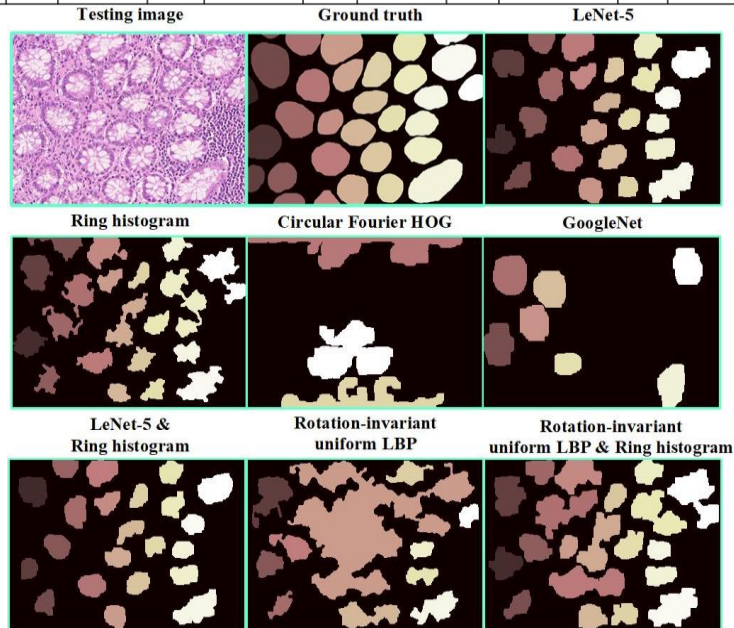 Testing image
Ground truth
LeNet-5
Ring histogram
Circular Fourier HOG
GoogleNet
LeNet-5 &
Ring histogram
Rotation-invariant
uniform LBP
Rotation-invariant
uniform LBP & Ring histogram